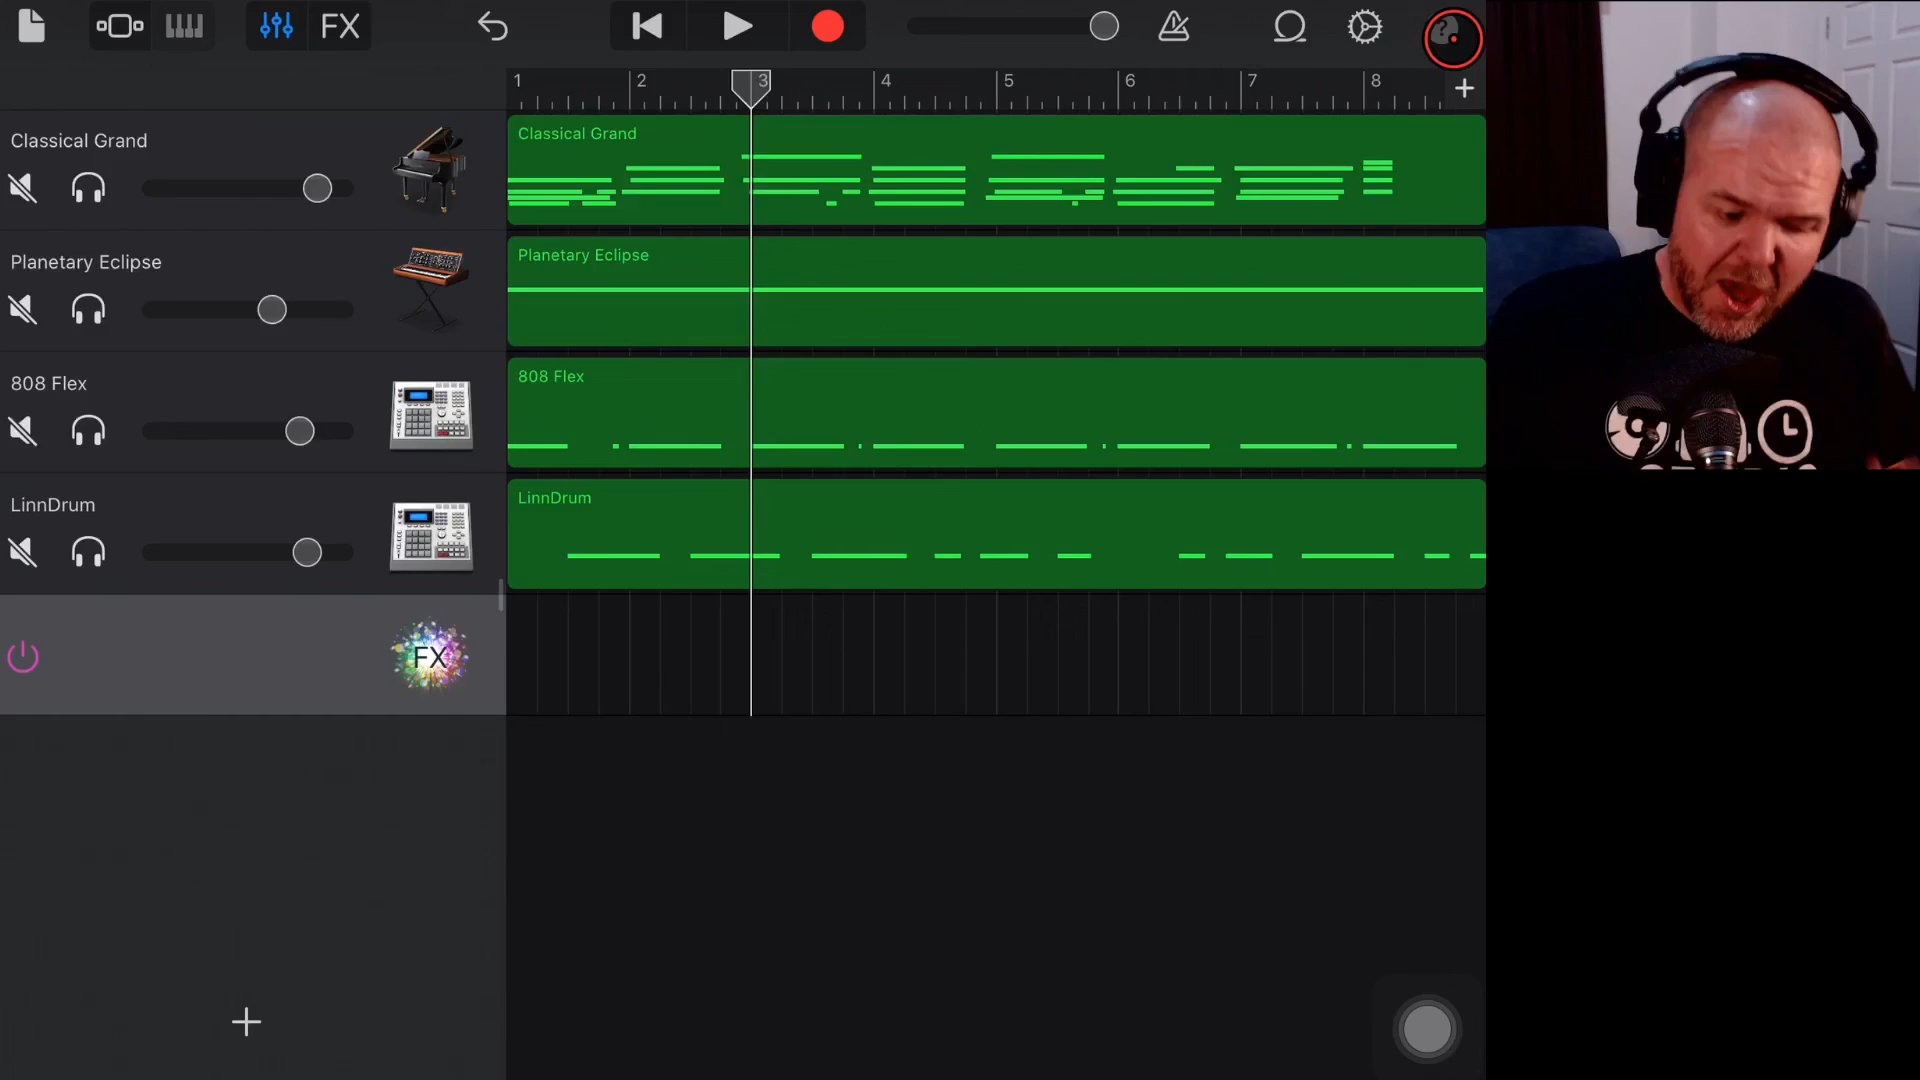 FX
1 2 3 4 5 6 7 8
Classical Grand
Classical Grand
Planetary Eclipse
Planetary Eclipse
808 Flex
808 Flex
LinnDrum
LinnDrum
FX